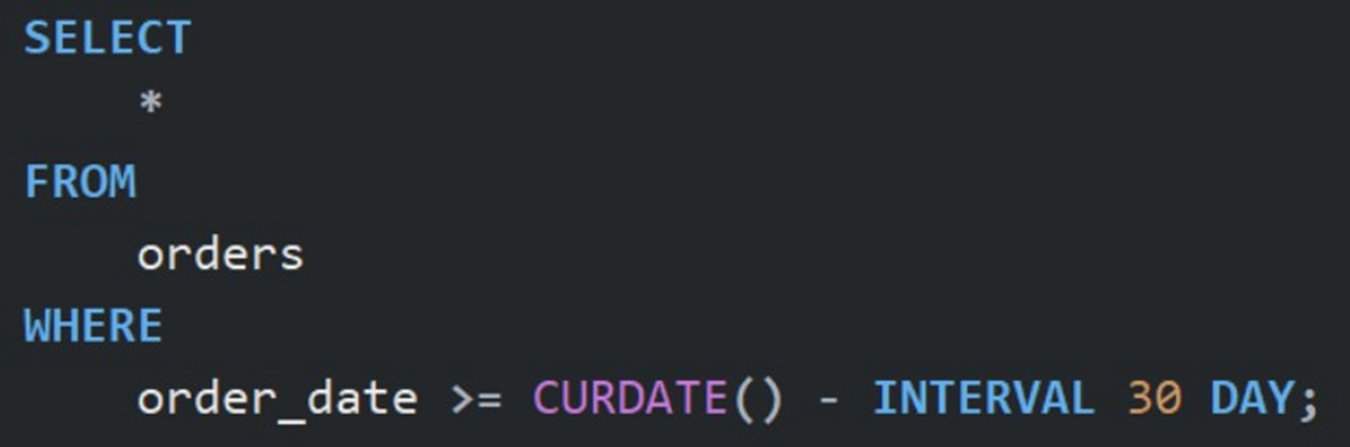 SELECT
    *
FROM
    orders
WHERE
    order_date >= CURDATE() - INTERVAL 30 DAY;